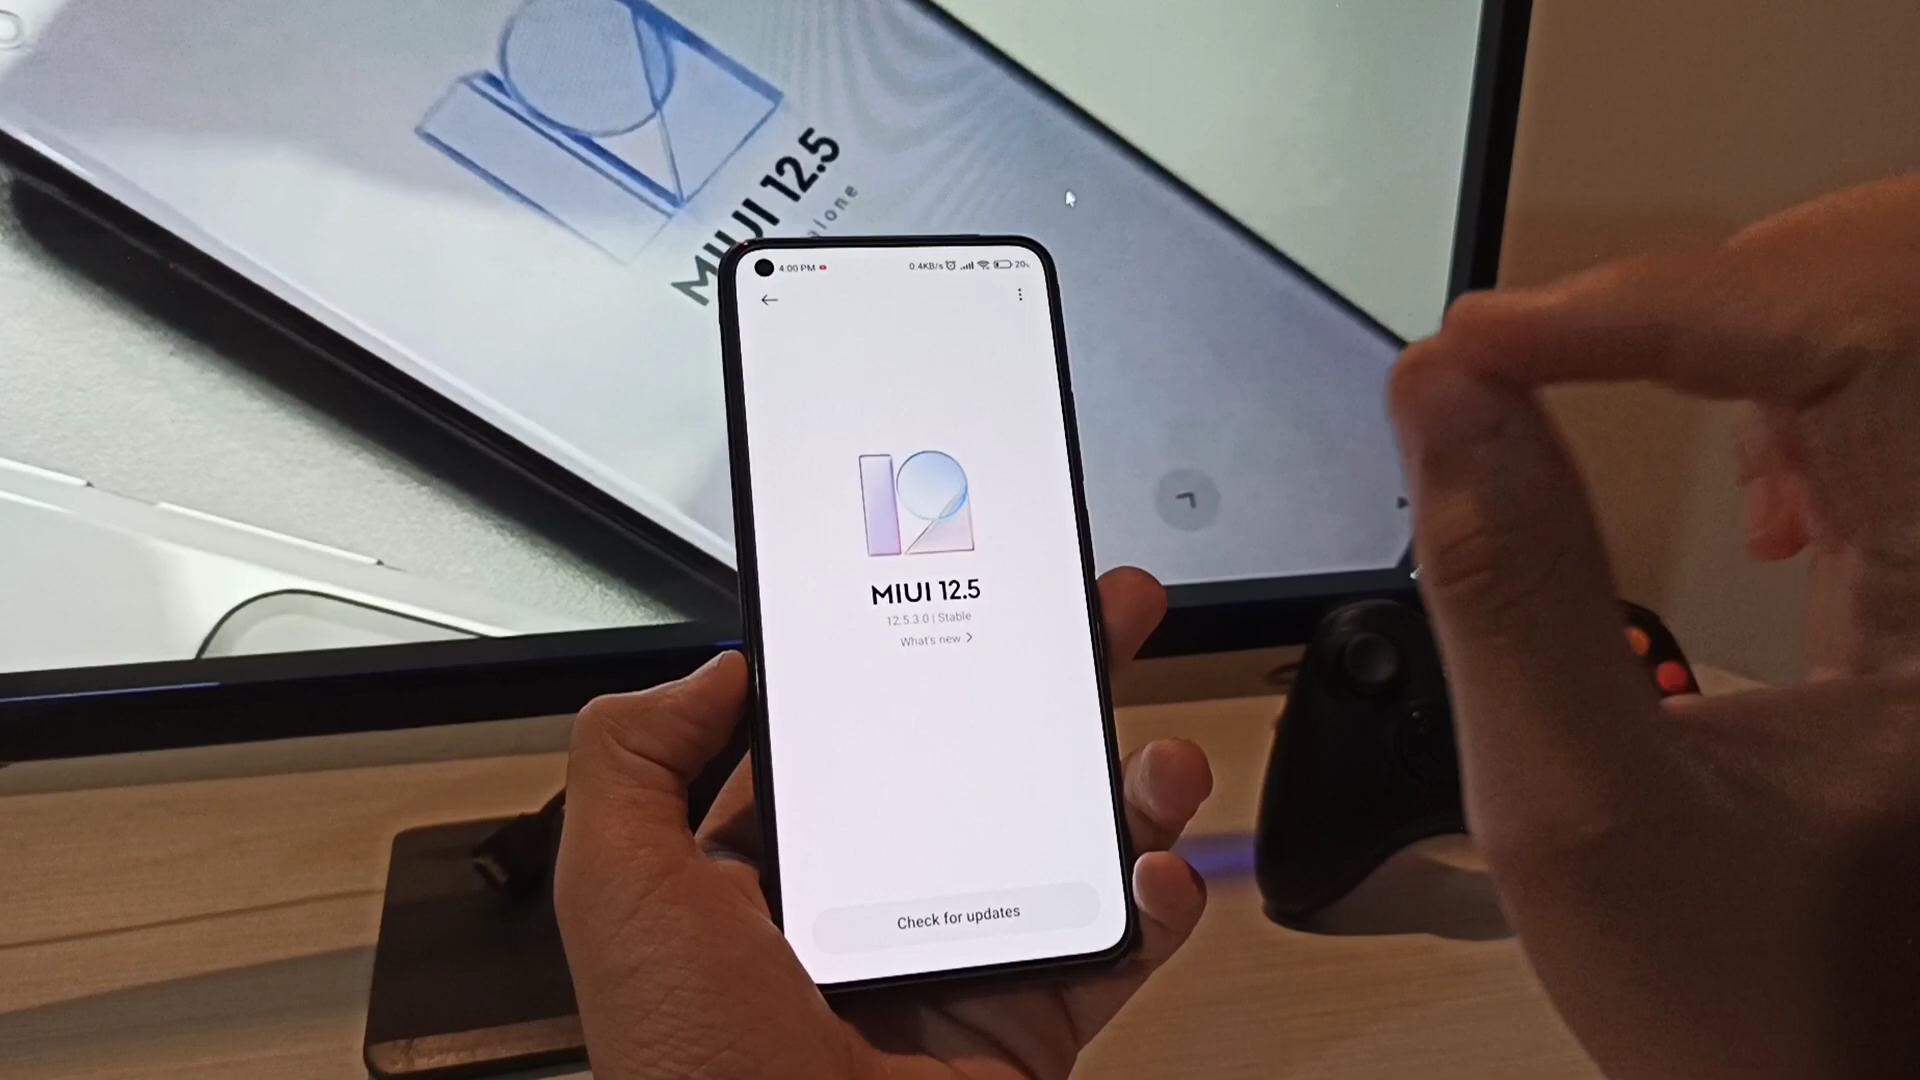 MIUI 12.5
4:00 PM
0.4KB/s 20
MIUI 12.5
12.5.3.0 | Stable
What's new
Check for updates